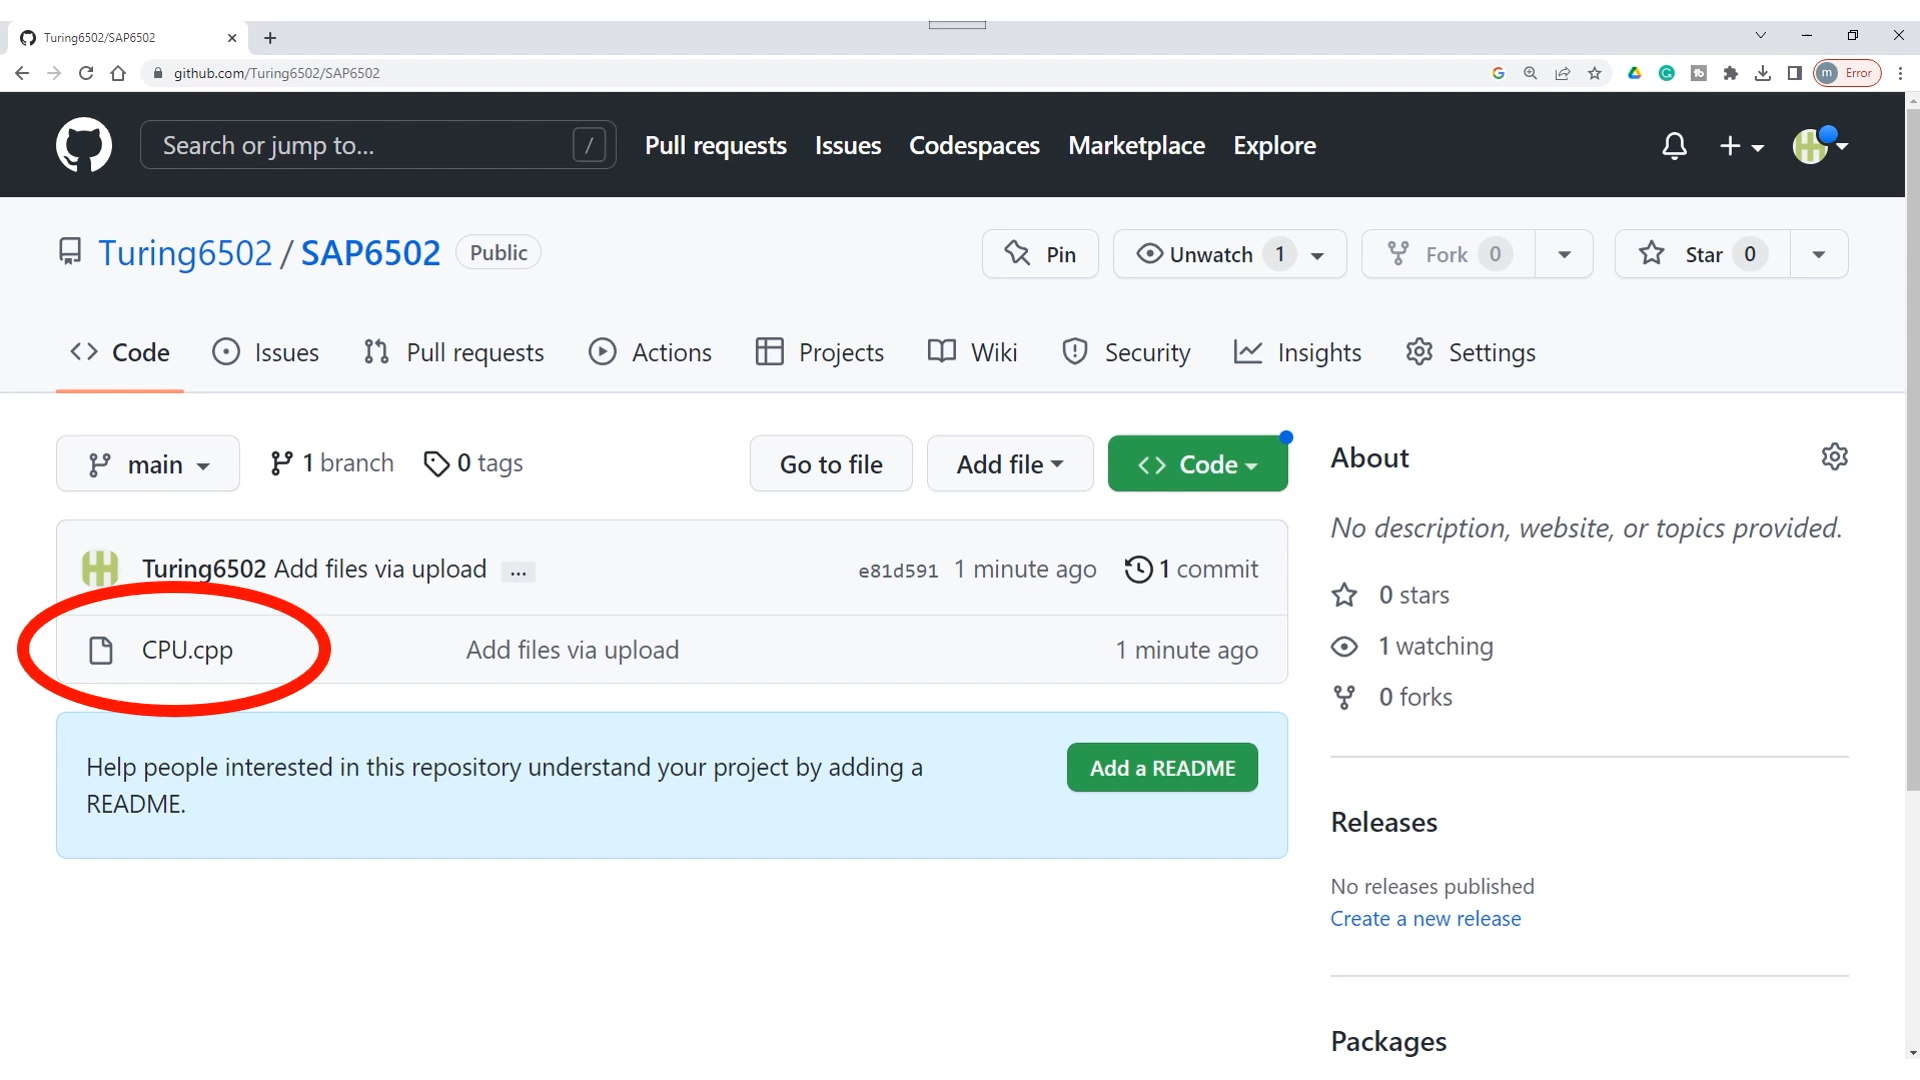 Turing6502/SAP6502
github.com/Turing6502/SAP6502
m Error
Search or jump to... /
Pull requests Issues Codespaces Marketplace Explore
Turing6502 / SAP6502 Public
Pin Unwatch 1 Fork 0 Star 0
Code Issues Pull requests Actions Projects Wiki Security Insights Settings
main 1 branch 0 tags Go to file Add file Code
About
No description, website, or topics provided.
Turing6502 Add files via upload ... e81d591 1 minute ago 1 commit
0 stars
CPU.cpp Add files via upload 1 minute ago
1 watching
0 forks
Help people interested in this repository understand your project by adding a
README.
Add a README
Releases
No releases published
Create a new release
Packages